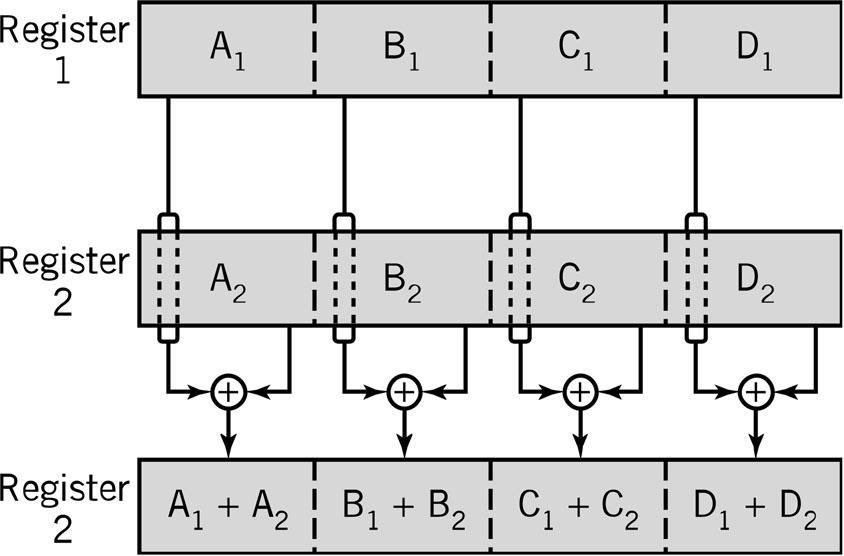 Register
1
A₁
B₁
C₁
D₁
Register
2
A₂
B₂
C₂
D₂
+
+
+
+
Register
2
A₁ + A₂
B₁ + B₂
C₁ + C₂
D₁ + D₂